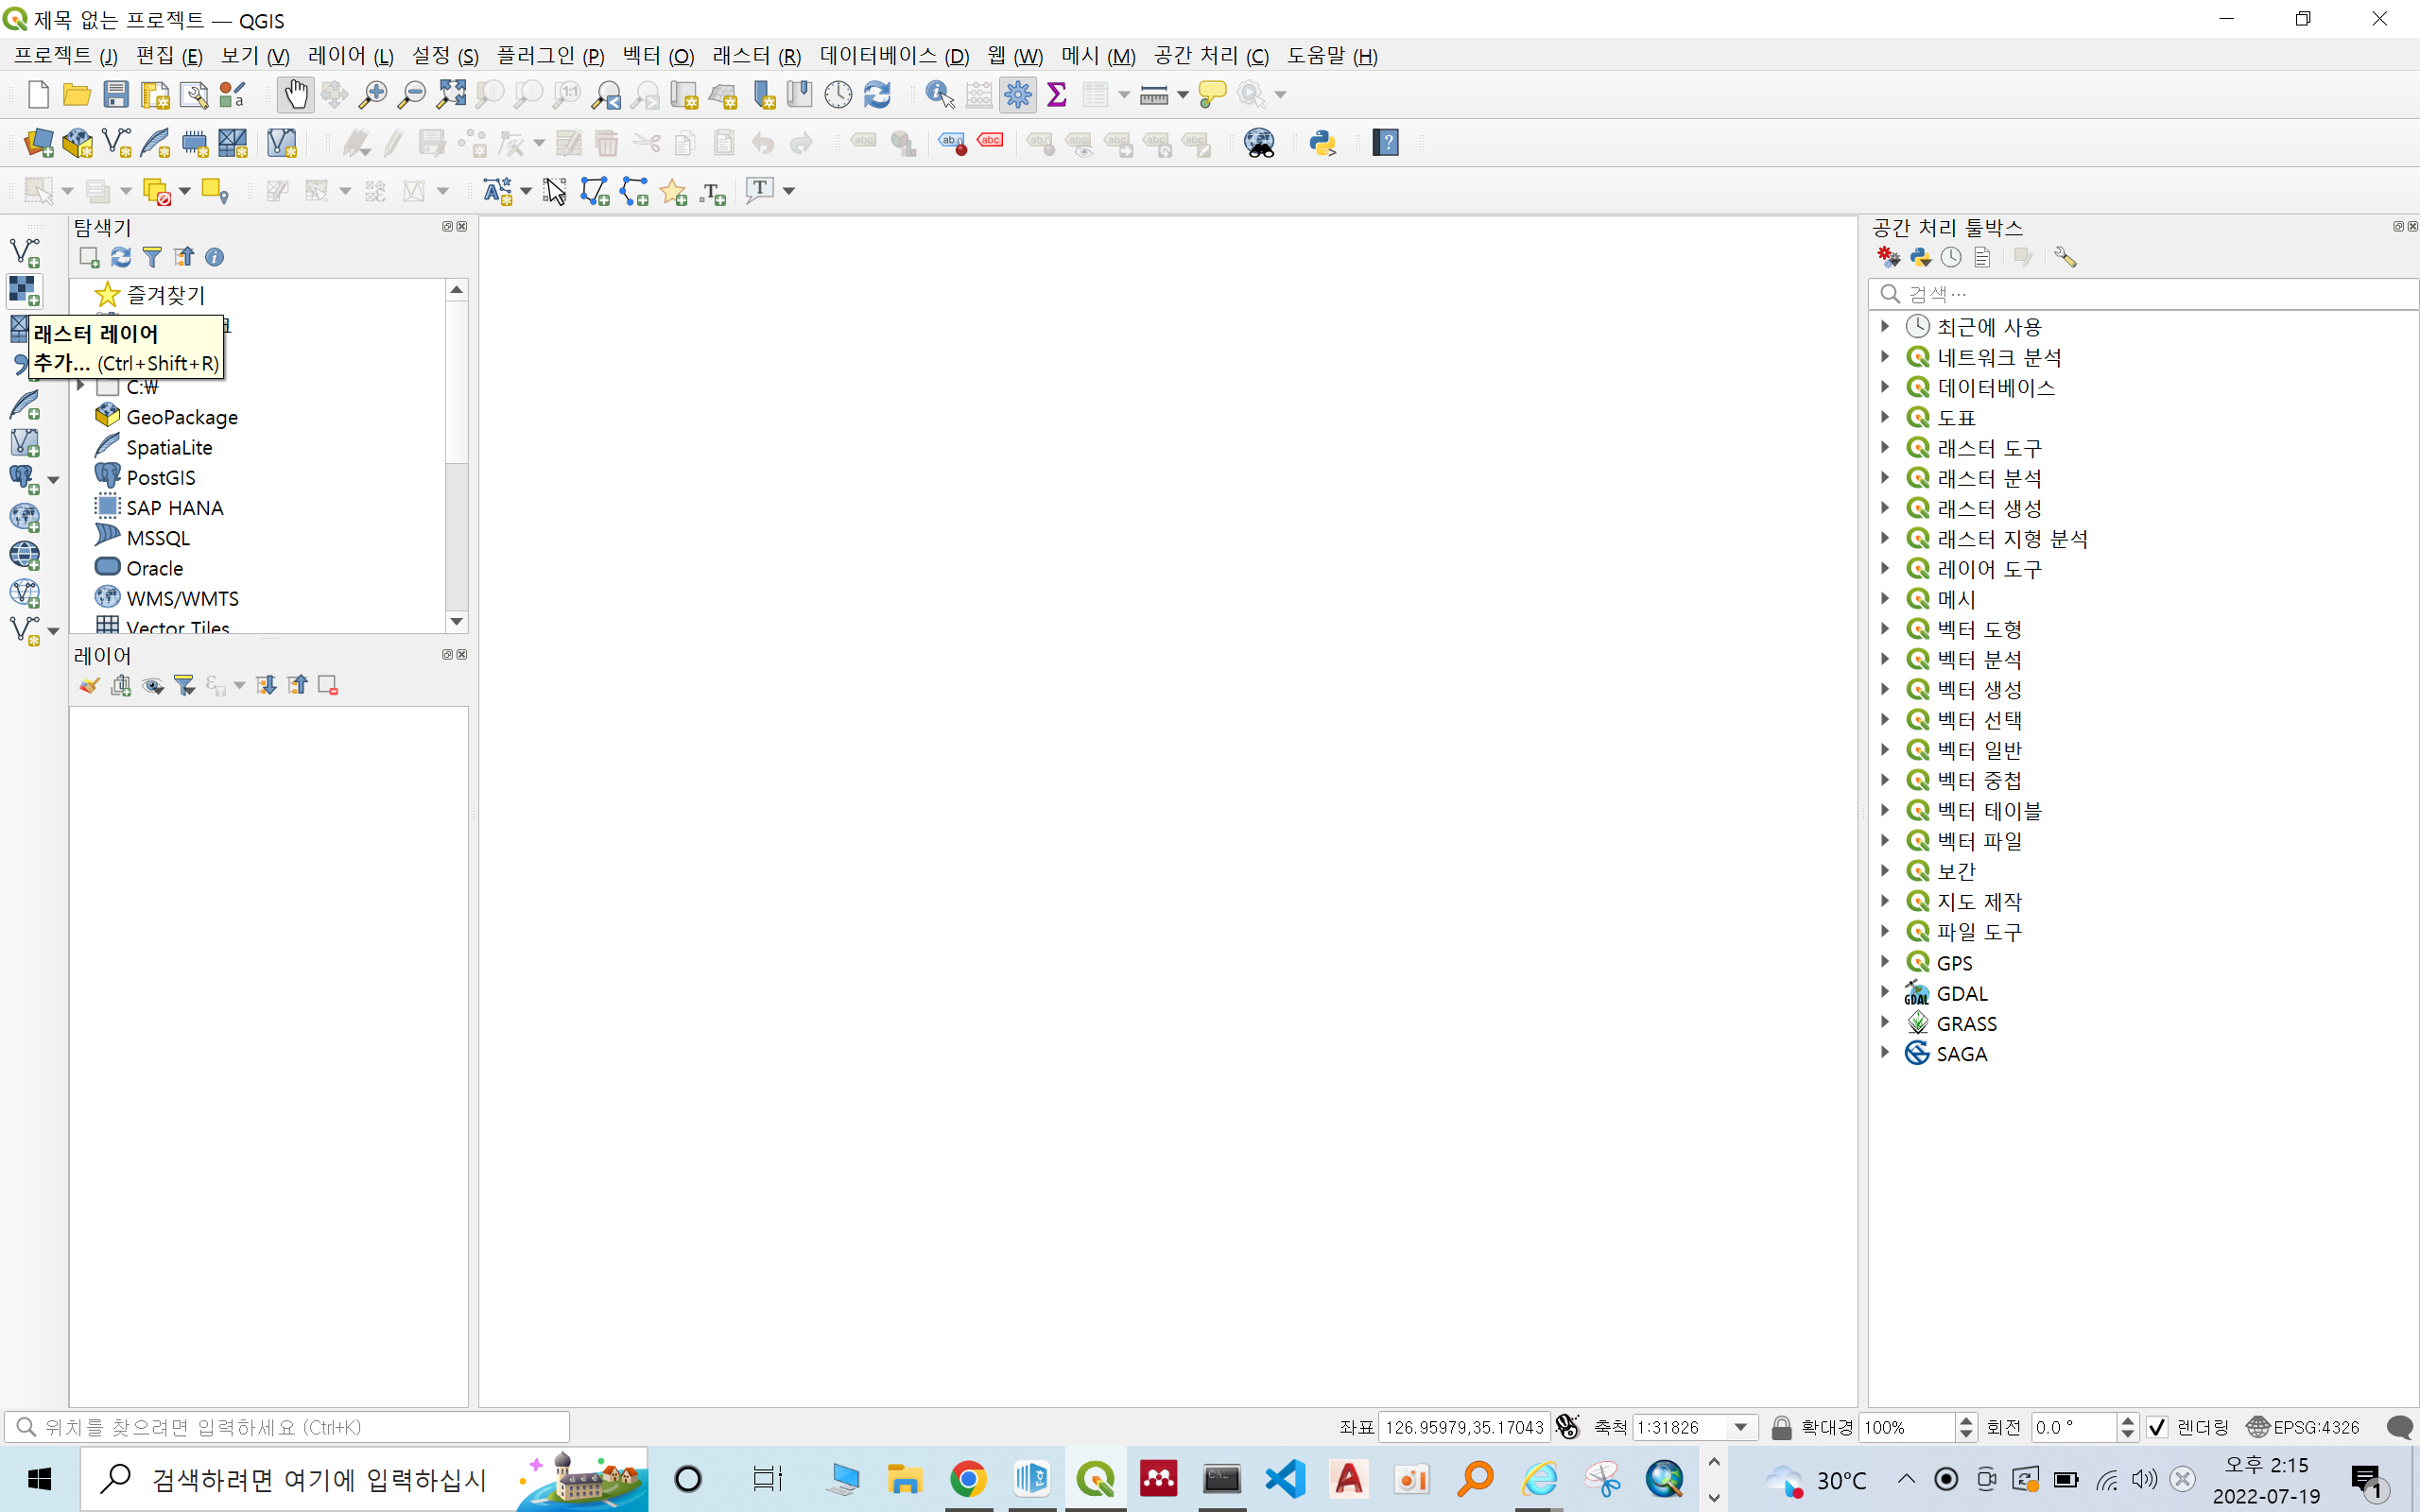 제목 없는 프로젝트 — QGIS
프로젝트 (J) 편집 (E) 보기 (V) 레이어 (L) 설정 (S) 플러그인 (P) 벡터 (O) 래스터 (R) 데이터베이스 (D) 웹 (W) 메시 (M) 공간 처리 (C) 도움말 (H)
탐색기
즐겨찾기
래스터 레이어
추가... (Ctrl+Shift+R)
C:₩
GeoPackage
SpatiaLite
PostGIS
SAP HANA
MSSQL
Oracle
WMS/WMTS
Vector Tiles
레이어
공간 처리 툴박스
검색…
최근에 사용
네트워크 분석
데이터베이스
도표
래스터 도구
래스터 분석
래스터 생성
래스터 지형 분석
레이어 도구
메시
벡터 도형
벡터 분석
벡터 생성
벡터 선택
벡터 일반
벡터 중첩
벡터 테이블
벡터 파일
보간
지도 제작
파일 도구
GPS
GDAL
GRASS
SAGA
위치를 찾으려면 입력하세요 (Ctrl+K)
좌표 126.95979,35.17043 축척 1:31826 확대경 100% 회전 0.0 ° 렌더링 EPSG:4326
검색하려면 여기에 입력하십시
30°C
오후 2:15
2022-07-19
1